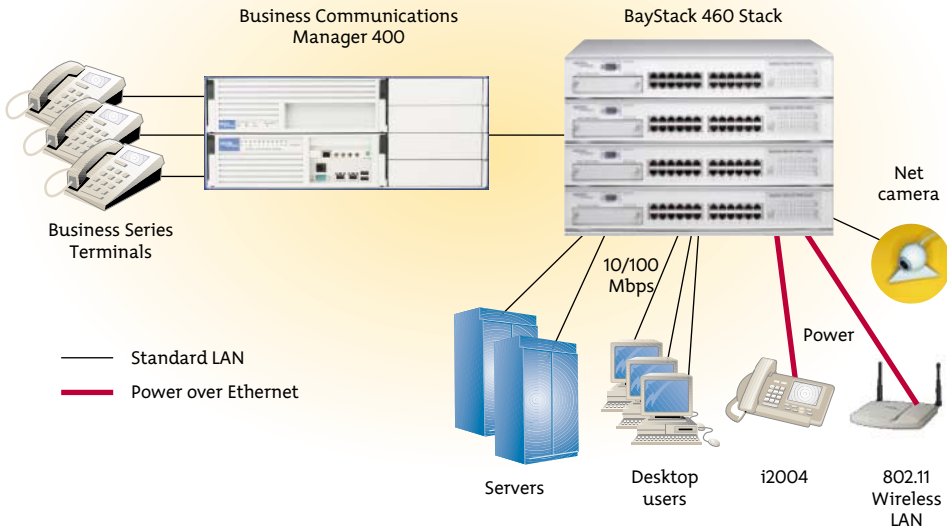 Business Communications
Manager 400
BayStack 460 Stack
Business Series
Terminals
Net
camera
10/100
Mbps
Power
Standard LAN
Power over Ethernet
Servers
Desktop
users
i2004
802.11
Wireless
LAN